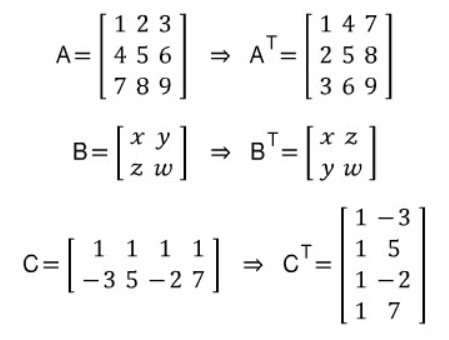 A = [ 1 2 3 ⇒ Aᵀ = [ 1 4 7
4 5 6 2 5 8
7 8 9 ] 3 6 9 ]
B = [ x y ⇒ Bᵀ = [ x z
z w ] y w ]
C = [ 1 1 1 1 ⇒ Cᵀ = [ 1 −3
−3 5 −2 7 ] 1 5
1 −2
1 7 ]